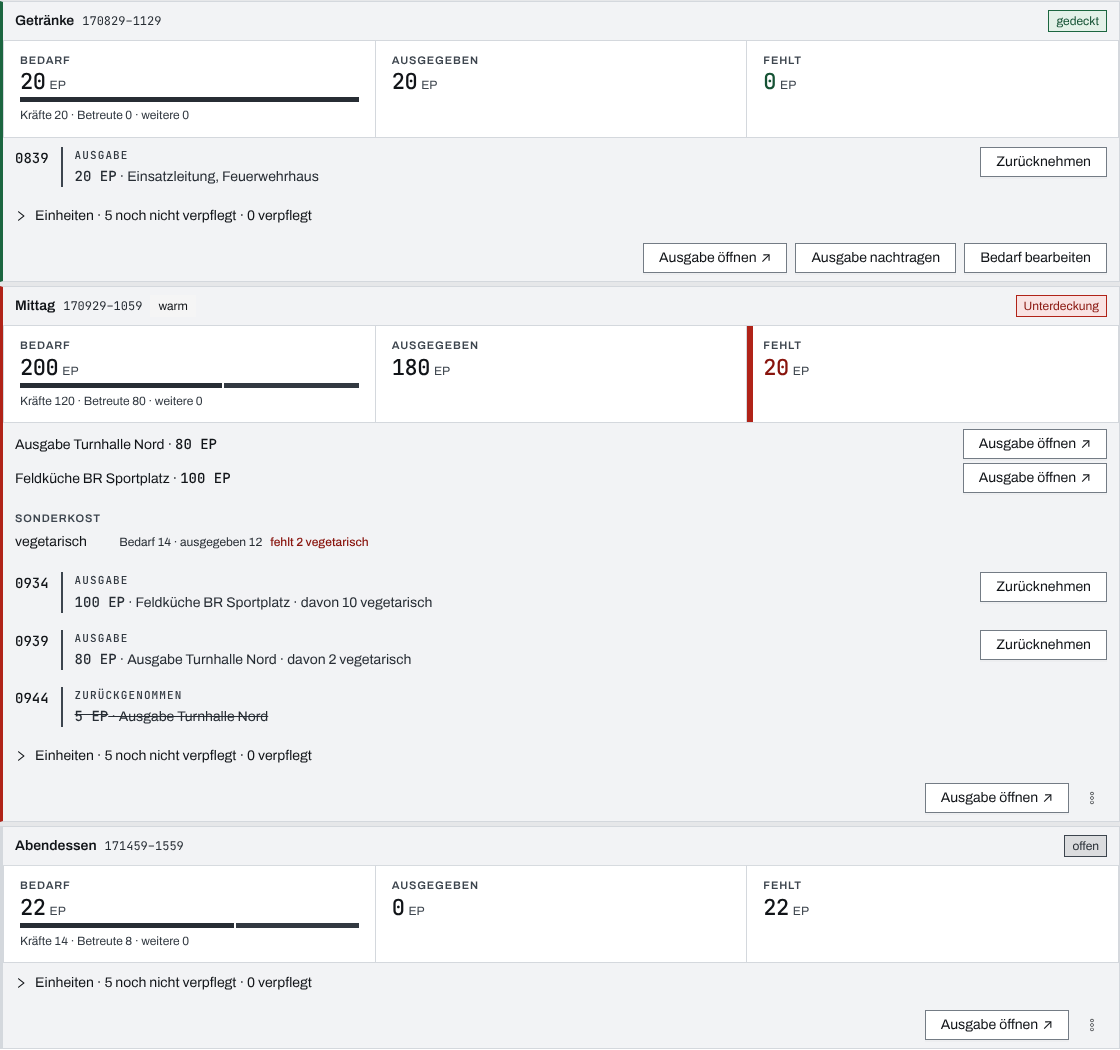 Getränke 170829–1129 gedeckt
BEDARF AUSGEGEBEN FEHLT
20 EP 20 EP 0 EP
Kräfte 20 · Betreute 0 · weitere 0
0839 AUSGABE Zurücknehmen
20 EP · Einsatzleitung, Feuerwehrhaus
Einheiten · 5 noch nicht verpflegt · 0 verpflegt
Ausgabe öffnen ↗ Ausgabe nachtragen Bedarf bearbeiten
Mittag 170929–1059 warm Unterdeckung
BEDARF AUSGEGEBEN FEHLT
200 EP 180 EP 20 EP
Kräfte 120 · Betreute 80 · weitere 0
Ausgabe Turnhalle Nord · 80 EP Ausgabe öffnen ↗
Feldküche BR Sportplatz · 100 EP Ausgabe öffnen ↗
SONDERKOST
vegetarisch Bedarf 14 · ausgegeben 12 fehlt 2 vegetarisch
0934 AUSGABE Zurücknehmen
100 EP · Feldküche BR Sportplatz · davon 10 vegetarisch
0939 AUSGABE Zurücknehmen
80 EP · Ausgabe Turnhalle Nord · davon 2 vegetarisch
0944 ZURÜCKGENOMMEN
5 EP · Ausgabe Turnhalle Nord
Einheiten · 5 noch nicht verpflegt · 0 verpflegt
Ausgabe öffnen ↗
Abendessen 171459–1559 offen
BEDARF AUSGEGEBEN FEHLT
22 EP 0 EP 22 EP
Kräfte 14 · Betreute 8 · weitere 0
Einheiten · 5 noch nicht verpflegt · 0 verpflegt
Ausgabe öffnen ↗